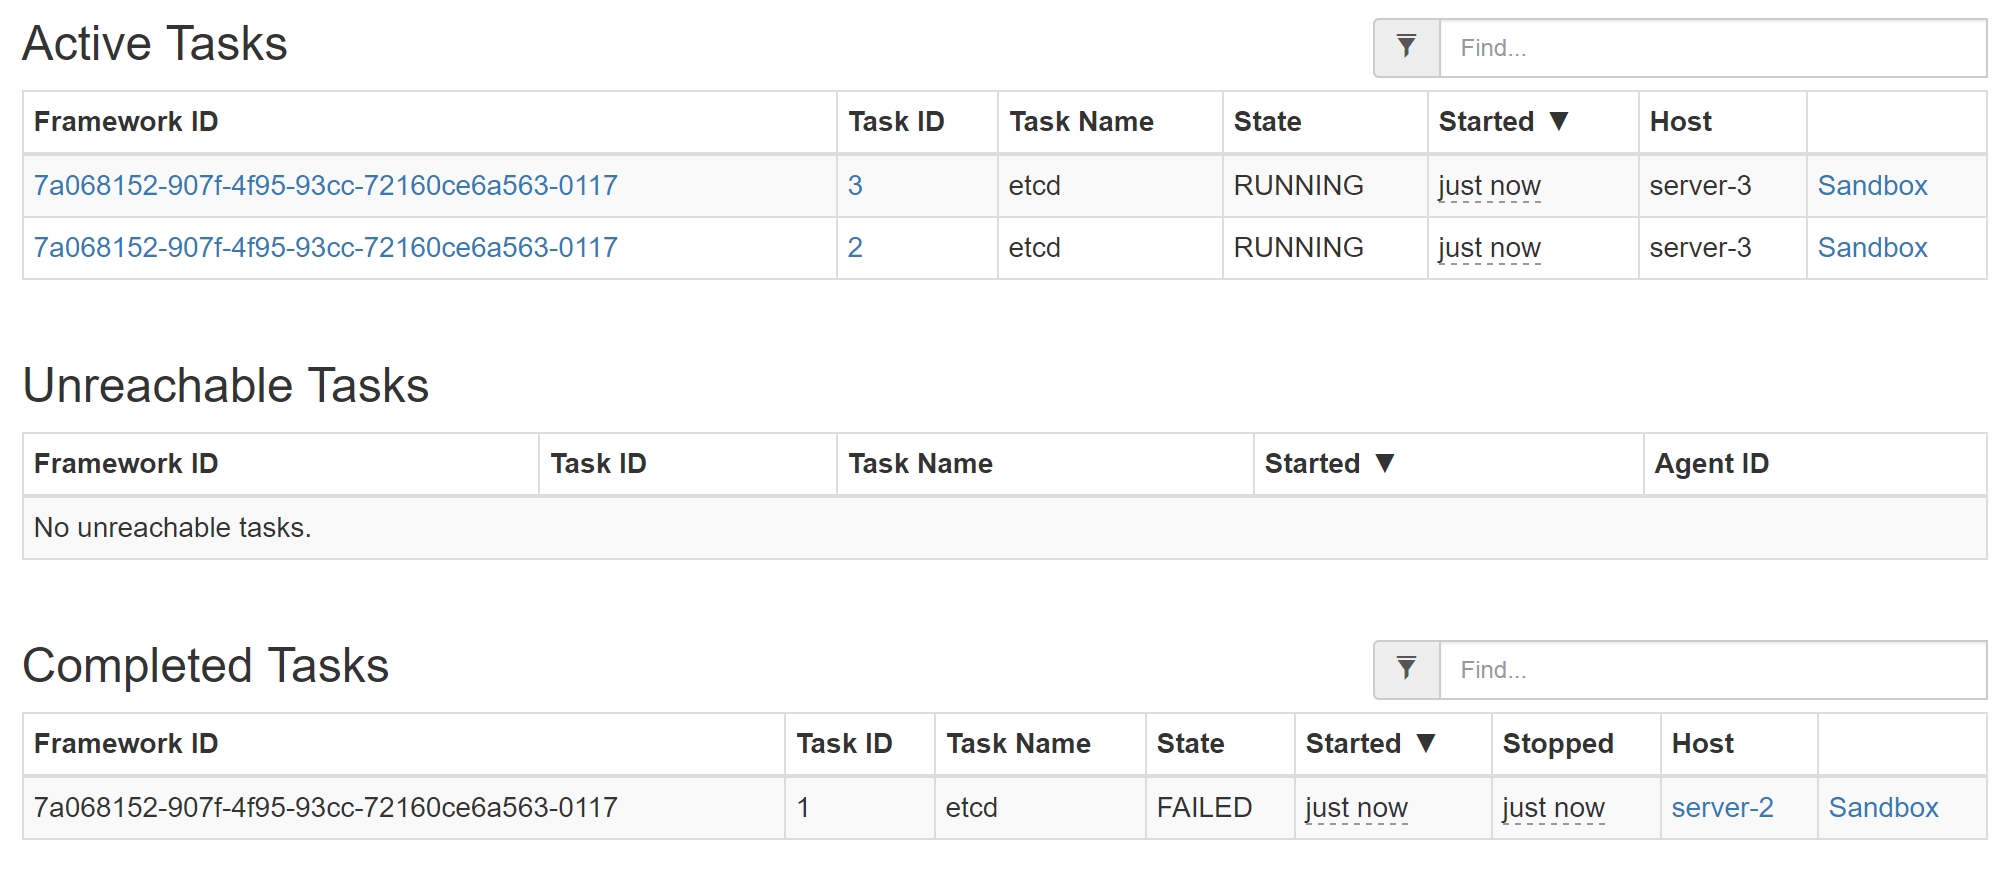 Active Tasks
Find...
Framework ID Task ID Task Name State Started ▼ Host
7a068152-907f-4f95-93cc-72160ce6a563-0117 3 etcd RUNNING just now server-3 Sandbox
7a068152-907f-4f95-93cc-72160ce6a563-0117 2 etcd RUNNING just now server-3 Sandbox
Unreachable Tasks
Framework ID Task ID Task Name Started ▼ Agent ID
No unreachable tasks.
Completed Tasks
Find...
Framework ID Task ID Task Name State Started ▼ Stopped Host
7a068152-907f-4f95-93cc-72160ce6a563-0117 1 etcd FAILED just now just now server-2 Sandbox